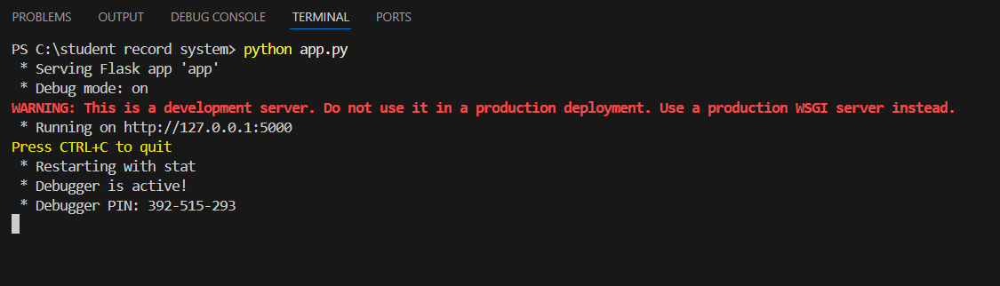 PROBLEMS OUTPUT DEBUG CONSOLE TERMINAL PORTS
PS C:\student record system> python app.py
 * Serving Flask app 'app'
 * Debug mode: on
WARNING: This is a development server. Do not use it in a production deployment. Use a production WSGI server instead.
 * Running on http://127.0.0.1:5000
Press CTRL+C to quit
 * Restarting with stat
 * Debugger is active!
 * Debugger PIN: 392-515-293